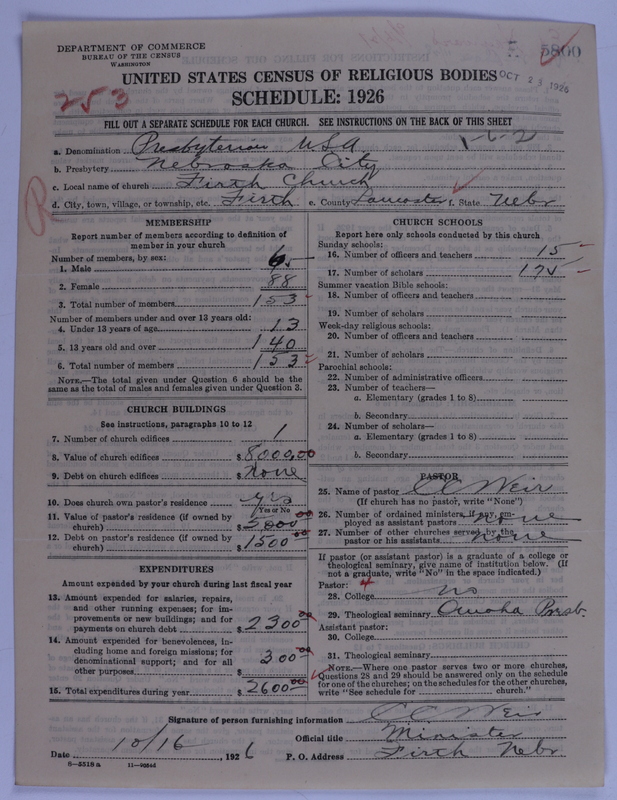 DEPARTMENT OF COMMERCE
BUREAU OF THE CENSUS
WASHINGTON
5800
UNITED STATES CENSUS OF RELIGIOUS BODIES
OCT 23 1926
253
SCHEDULE: 1926
FILL OUT A SEPARATE SCHEDULE FOR EACH CHURCH. SEE INSTRUCTIONS ON THE BACK OF THIS SHEET
a. Denomination Presbyterian USA 1-6-2
b. Presbytery Nebraska City
c. Local name of church Firth Church
d. City, town, village, or township, etc. Firth e. County Lancaster f. State Nebr
R
MEMBERSHIP
Report number of members according to definition of
member in your church
Number of members, by sex:
1. Male 65
2. Female 88
3. Total number of members 153
Number of members under and over 13 years old:
4. Under 13 years of age 13
5. 13 years old and over 140
6. Total number of members 153
NOTE.—The total given under Question 6 should be the
same as the total of males and females given under Question 3.
CHURCH BUILDINGS
See instructions, paragraphs 10 to 12
7. Number of church edifices 1
8. Value of church edifices $ 8000,00
9. Debt on church edifices $ none
10. Does church own pastor's residence yes
(Yes or No)
11. Value of pastor's residence (if owned by
church) $ 5000 00
12. Debt on pastor's residence (if owned by
church) $ 1500 00
EXPENDITURES
Amount expended by your church during last fiscal year
13. Amount expended for salaries, repairs,
and other running expenses; for im-
provements or new buildings; and for
payments on church debt $ 2300 00
14. Amount expended for benevolences, in-
cluding home and foreign missions; for
denominational support; and for all
other purposes $ 300 00
15. Total expenditures during year $ 2600 00
CHURCH SCHOOLS
Report here only schools conducted by this church
Sunday schools:
16. Number of officers and teachers 15
17. Number of scholars 175
Summer vacation Bible schools:
18. Number of officers and teachers
19. Number of scholars
Week-day religious schools:
20. Number of officers and teachers
21. Number of scholars
Parochial schools:
22. Number of administrative officers
23. Number of teachers—
a. Elementary (grades 1 to 8)
b. Secondary
24. Number of scholars—
a. Elementary (grades 1 to 8)
b. Secondary
PASTOR
25. Name of pastor C C Weir
(If church has no pastor, write "None")
26. Number of ordained ministers, if any, em-
ployed as assistant pastors none
27. Number of other churches served by the
pastor or his assistants none
If pastor (or assistant pastor) is a graduate of a college or
theological seminary, give name of institution below. (If
not a graduate, write "No" in the space indicated.)
Pastor: 4
28. College no
29. Theological seminary Omaha Presb.
Assistant pastor:
30. College
31. Theological seminary
NOTE.—Where one pastor serves two or more churches,
Questions 28 and 29 should be answered only on the schedule
for one of the churches; on the schedules for the other churches,
write "See schedule for church."
Signature of person furnishing information C C Weir
Official title Minister
Date 10/16, 1926 P. O. Address Firth Nebr
8—5518a 11—90646